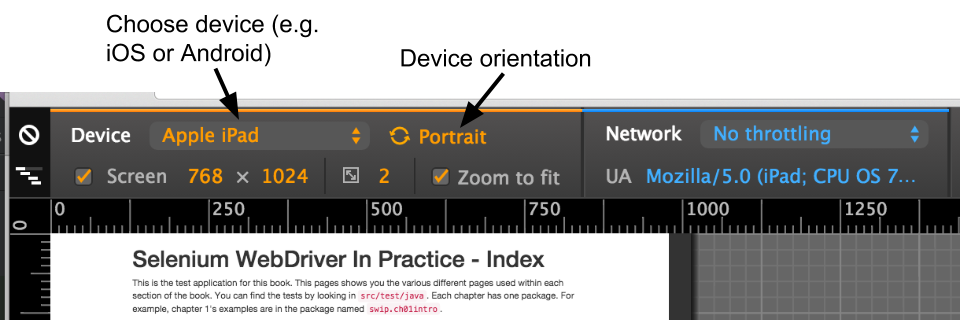 Choose device (e.g.
iOS or Android)
Device orientation
Device Apple iPad Portrait Network No throttling
Screen 768 × 1024 2 Zoom to fit UA Mozilla/5.0 (iPad; CPU OS 7...
0 250 500 750 1000 1250
0
Selenium WebDriver In Practice - Index
This is the test application for this book. This pages shows you the various different pages used within each
section of the book. You can find the tests by looking in src/test/java. Each chapter has one package. For
example, chapter 1's examples are in the package named swip.ch01intro.